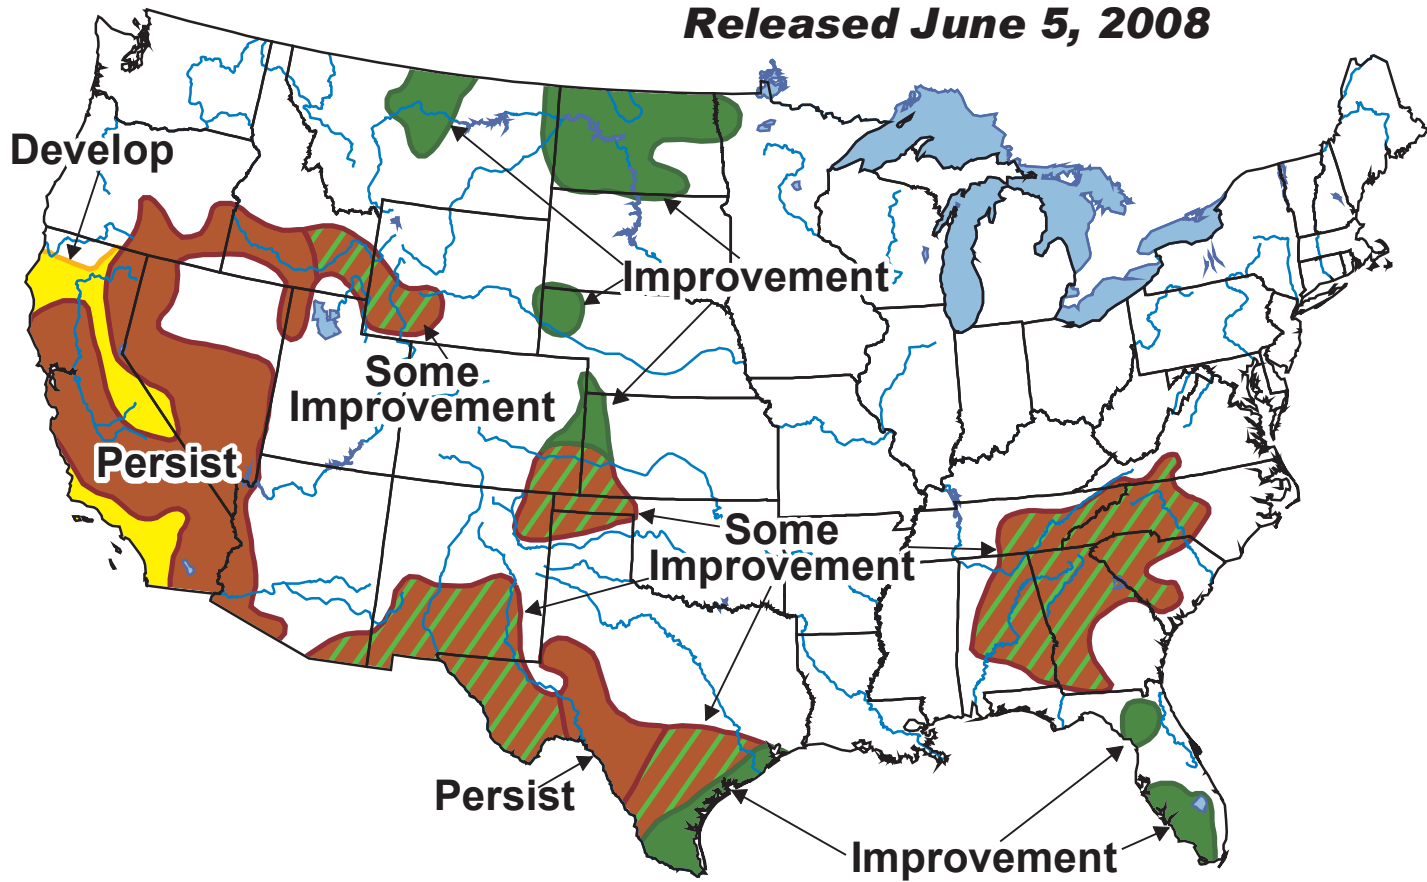 Released June 5, 2008
Develop
Improvement
Some
Improvement
Persist
Some
Improvement
Persist
Improvement